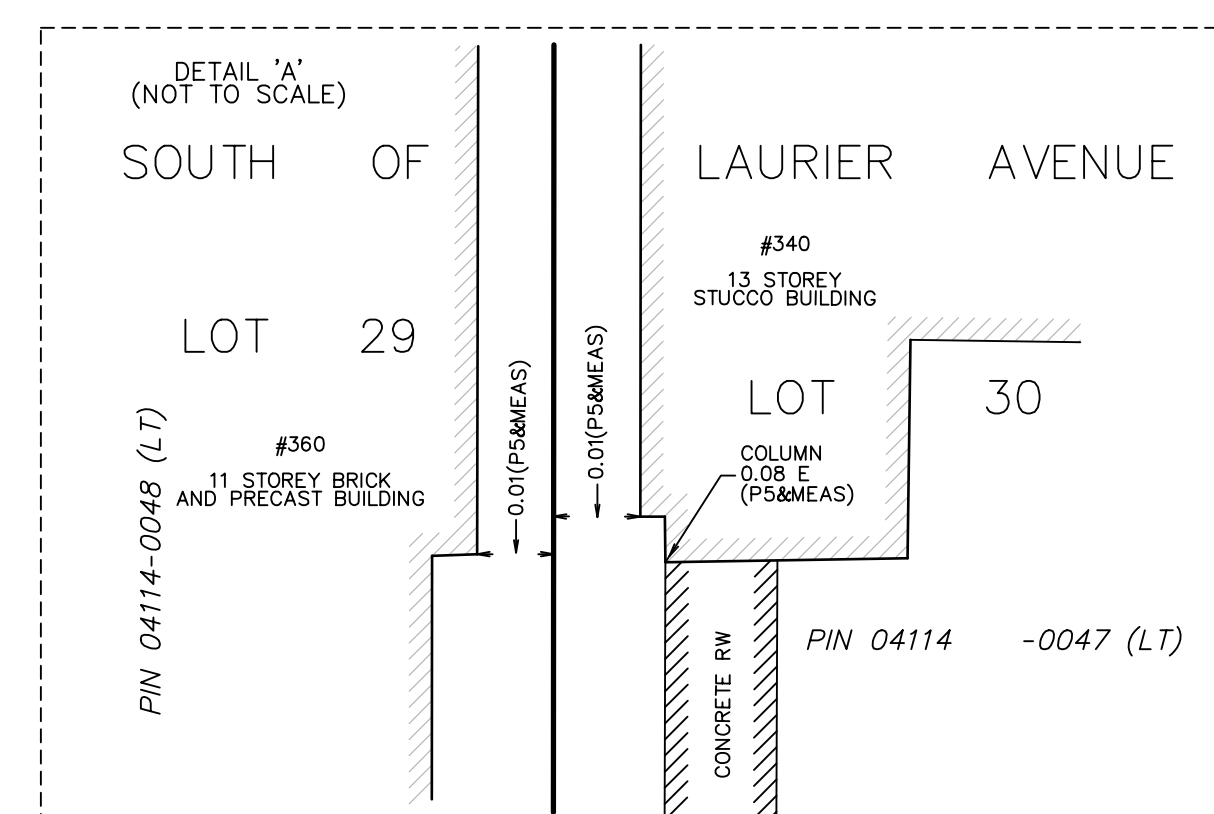 DETAIL 'A'
(NOT TO SCALE)
SOUTH OF LAURIER AVENUE
#340
13 STOREY
STUCCO BUILDING
LOT 29
LOT 30
0.01(P5&MEAS)
0.01(P5&MEAS)
COLUMN
0.08 E
(P5&MEAS)
#360
11 STOREY BRICK
AND PRECAST BUILDING
PIN 04114-0048 (LT)
CONCRETE RW
PIN 04114 -0047 (LT)